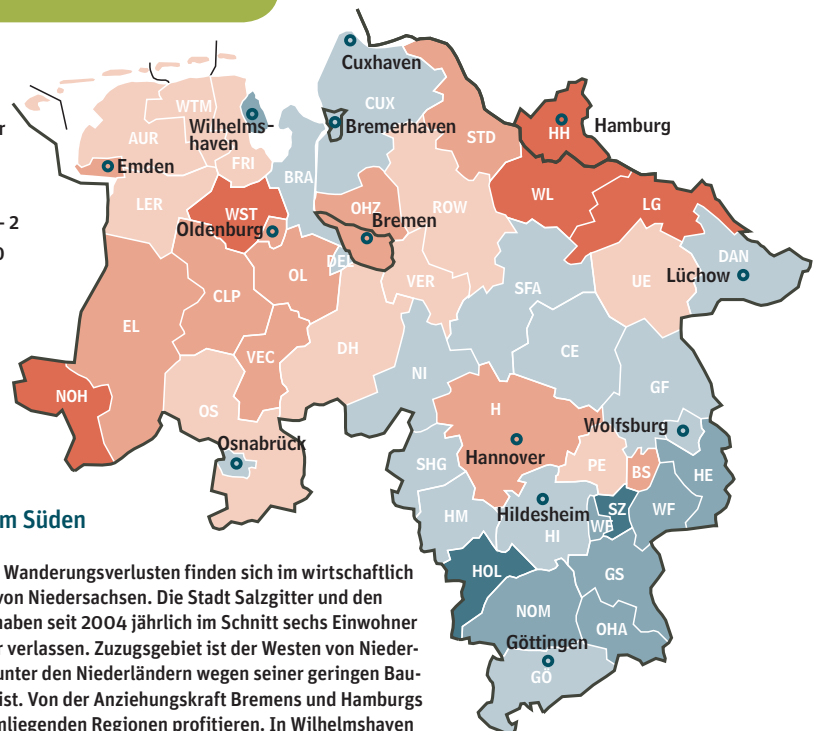 Cuxhaven
CUX
WTM
Wilhelms-
haven
Bremerhaven
HH
Hamburg
AUR
STD
r
Emden
FRI
BRA
LER
WST
OHZ
Bremen
ROW
WL
LG
- 2
Oldenburg
DEL
DAN
0
OL
VER
SFA
UE
Lüchow
CLP
EL
VEC
DH
NI
CE
GF
NOH
OS
H
Wolfsburg
Osnabrück
Hannover
SHG
PE
BS
HE
HM
Hildesheim
SZ
WF
WF
HI
HOL
GS
NOM
OHA
Göttingen
GÖ
m Süden
Wanderungsverlusten finden sich im wirtschaftlich
von Niedersachsen. Die Stadt Salzgitter und den
haben seit 2004 jährlich im Schnitt sechs Einwohner
r verlassen. Zuzugsgebiet ist der Westen von Nieder-
unter den Niederländern wegen seiner geringen Bau-
ist. Von der Anziehungskraft Bremens und Hamburgs
nliegenden Regionen profitieren. In Wilhelmshaven